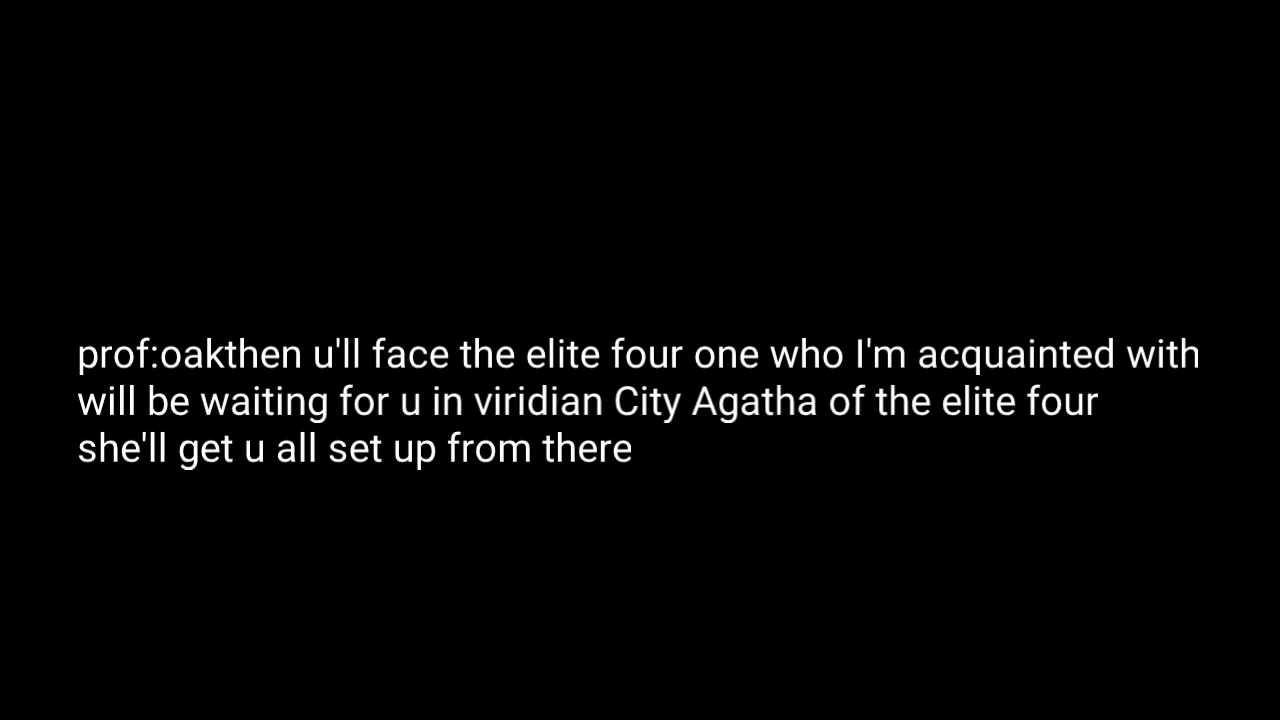 prof:oakthen u'll face the elite four one who I'm acquainted with
will be waiting for u in viridian City Agatha of the elite four
she'll get u all set up from there